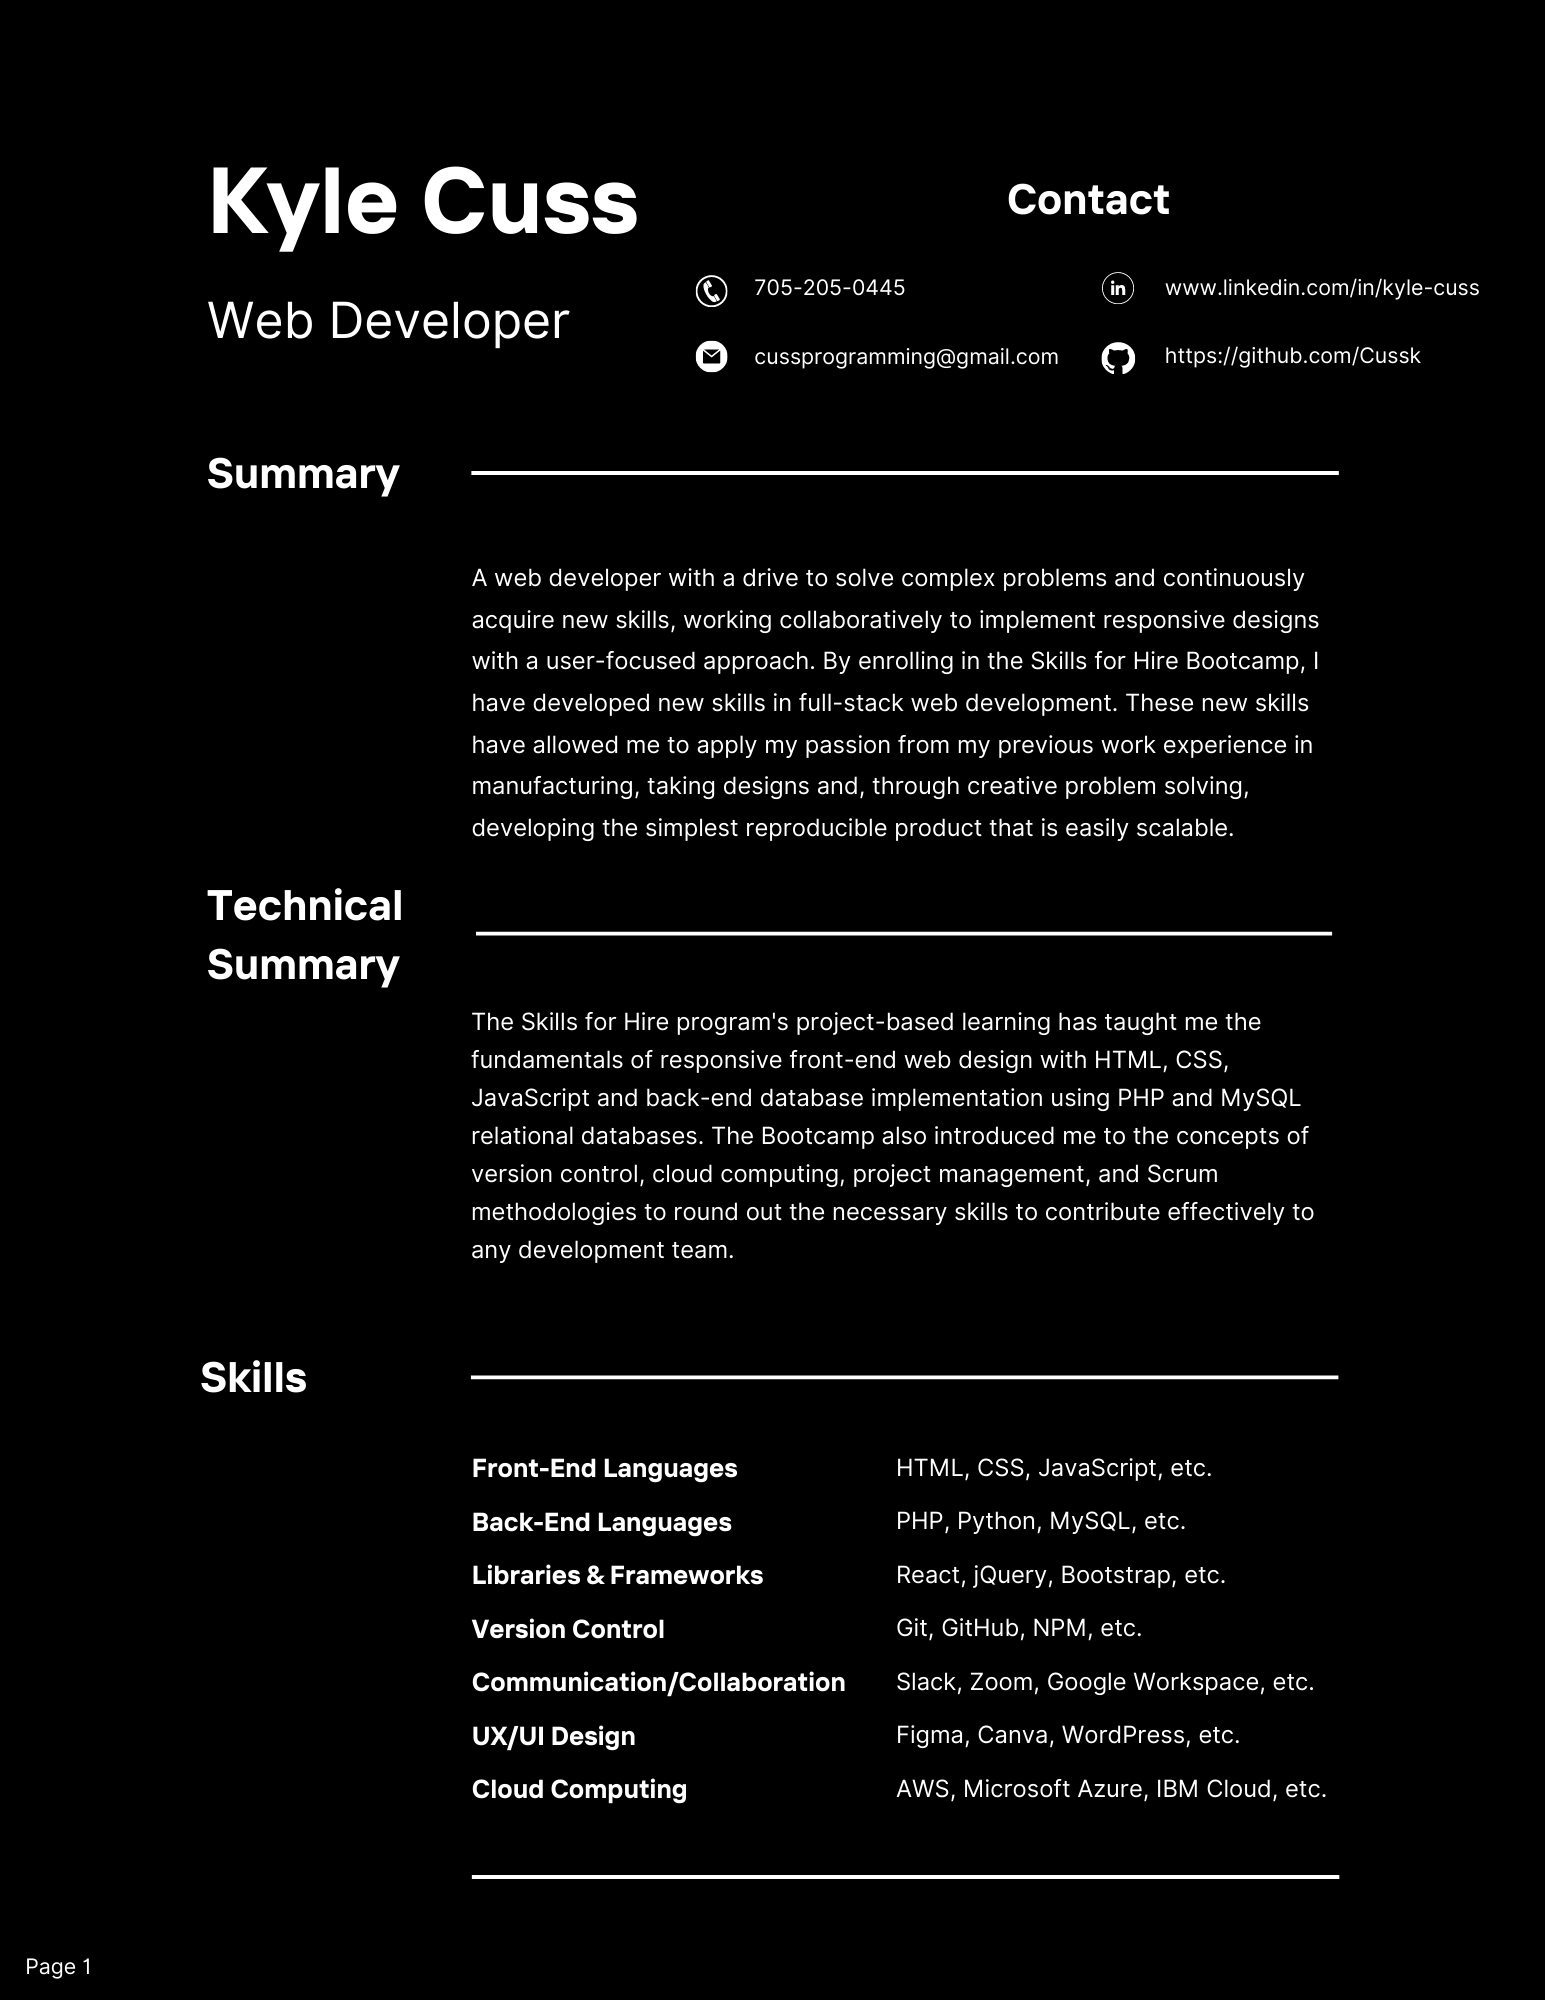 Kyle Cuss
Web Developer
Contact
705-205-0445
www.linkedin.com/in/kyle-cuss
cussprogramming@gmail.com
https://github.com/Cussk
Summary
A web developer with a drive to solve complex problems and continuously
acquire new skills, working collaboratively to implement responsive designs
with a user-focused approach. By enrolling in the Skills for Hire Bootcamp, I
have developed new skills in full-stack web development. These new skills
have allowed me to apply my passion from my previous work experience in
manufacturing, taking designs and, through creative problem solving,
developing the simplest reproducible product that is easily scalable.
Technical
Summary
The Skills for Hire program's project-based learning has taught me the
fundamentals of responsive front-end web design with HTML, CSS,
JavaScript and back-end database implementation using PHP and MySQL
relational databases. The Bootcamp also introduced me to the concepts of
version control, cloud computing, project management, and Scrum
methodologies to round out the necessary skills to contribute effectively to
any development team.
Skills
Front-End Languages HTML, CSS, JavaScript, etc.
Back-End Languages PHP, Python, MySQL, etc.
Libraries & Frameworks React, jQuery, Bootstrap, etc.
Version Control Git, GitHub, NPM, etc.
Communication/Collaboration Slack, Zoom, Google Workspace, etc.
UX/UI Design Figma, Canva, WordPress, etc.
Cloud Computing AWS, Microsoft Azure, IBM Cloud, etc.
Page 1